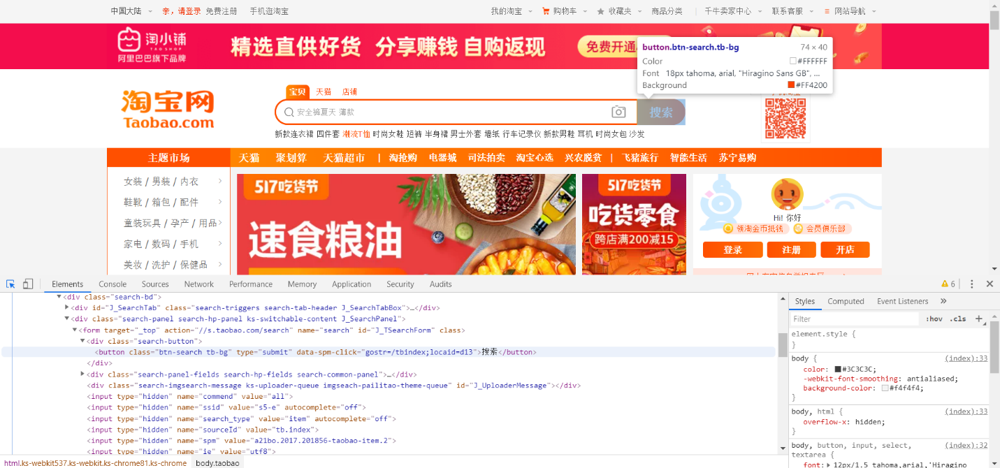 中国大陆 亲，请登录 免费注册 手机逛淘宝 我的淘宝 购物车 收藏夹 商品分类 千牛卖家中心 联系客服 网站导航
淘小铺
TAOSHOP
阿里巴巴旗下品牌
精选直供好货 分享赚钱 自购返现
免费开通
button.btn-search.tb-bg 74 × 40
Color #FFFFFF
Font 18px tahoma, arial, "Hiragino Sans GB", …
Background #FF4200
淘宝网
Taobao.com
宝贝 天猫 店铺
安全裤夏天 薄款
搜索
新款连衣裙 四件套 潮流T恤 时尚女鞋 短裤 半身裙 男士外套 墙纸 行车记录仪 新款男鞋 耳机 时尚女包 沙发
主题市场 天猫 聚划算 天猫超市 | 淘抢购 电器城 司法拍卖 淘宝心选 兴农脱贫 | 飞猪旅行 智能生活 苏宁易购
女装 / 男装 / 内衣
鞋靴 / 箱包 / 配件
童装玩具 / 孕产 / 用品
家电 / 数码 / 手机
美妆 / 洗护 / 保健品
517吃货节
速食粮油
517吃货节
吃货零食
跨店满200减15
Hi! 你好
领淘金币抵钱 会员俱乐部
登录 注册 开店
Elements Console Sources Network Performance Memory Application Security Audits 6
<div class="search-bd">
<div id="J_SearchTab" class="search-triggers search-tab-header J_SearchTabBox">…</div>
<div class="search-panel search-hp-panel ks-switchable-content J_SearchPanel">
<form target="_top" action="//s.taobao.com/search" name="search" id="J_TSearchForm" class>
<div class="search-button">
<button class="btn-search tb-bg" type="submit" data-spm-click="gostr=/tbindex;locaid=d13">搜索</button>
</div>
<div class="search-panel-fields search-hp-fields search-common-panel">…</div>
<div class="search-imgsearch-message ks-uploader-queue imgseach-pailitao-theme-queue" id="J_UploaderMessage"></div>
<input type="hidden" name="commend" value="all">
<input type="hidden" name="ssid" value="s5-e" autocomplete="off">
<input type="hidden" name="search_type" value="item" autocomplete="off">
<input type="hidden" name="sourceId" value="tb.index">
<input type="hidden" name="spm" value="a21bo.2017.201856-taobao-item.2">
<input type="hidden" name="ie" value="utf8">
html.ks-webkit537.ks-webkit.ks-chrome81.ks-chrome body.taobao
Styles Computed Event Listeners »
Filter :hov .cls +
element.style {
}
body { (index):33
color: #3C3C3C;
-webkit-font-smoothing: antialiased;
background-color: #f4f4f4;
}
body, html { (index):33
overflow-x: hidden;
}
body, button, input, select, (index):32
textarea {
font: 12px/1.5 tahoma,arial,'Hiragino